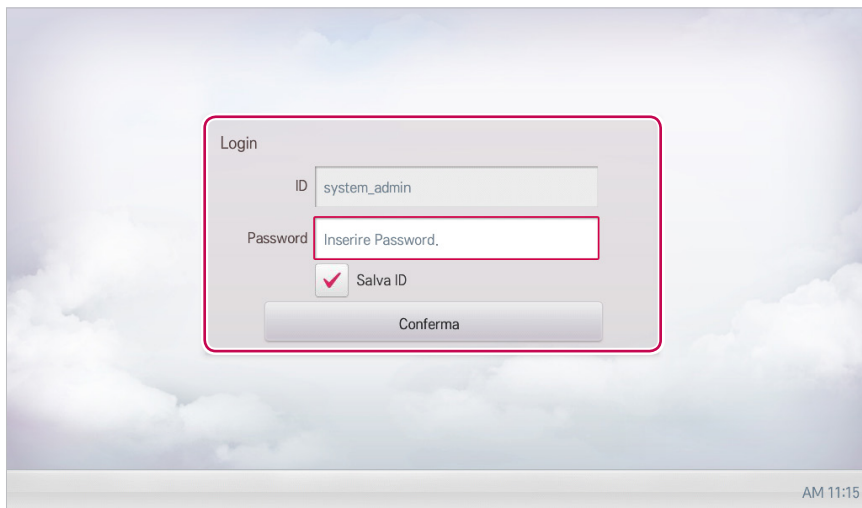 Login
ID system_admin
Password Inserire Password.
Salva ID
Conferma
AM 11:15